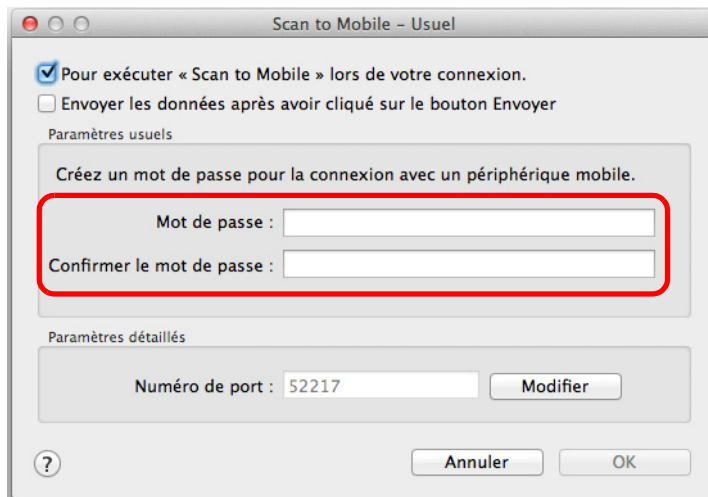 Scan to Mobile – Usuel
Pour exécuter « Scan to Mobile » lors de votre connexion.
Envoyer les données après avoir cliqué sur le bouton Envoyer
Paramètres usuels
Créez un mot de passe pour la connexion avec un périphérique mobile.
Mot de passe :
Confirmer le mot de passe :
Paramètres détaillés
Numéro de port : 52217 Modifier
? Annuler OK